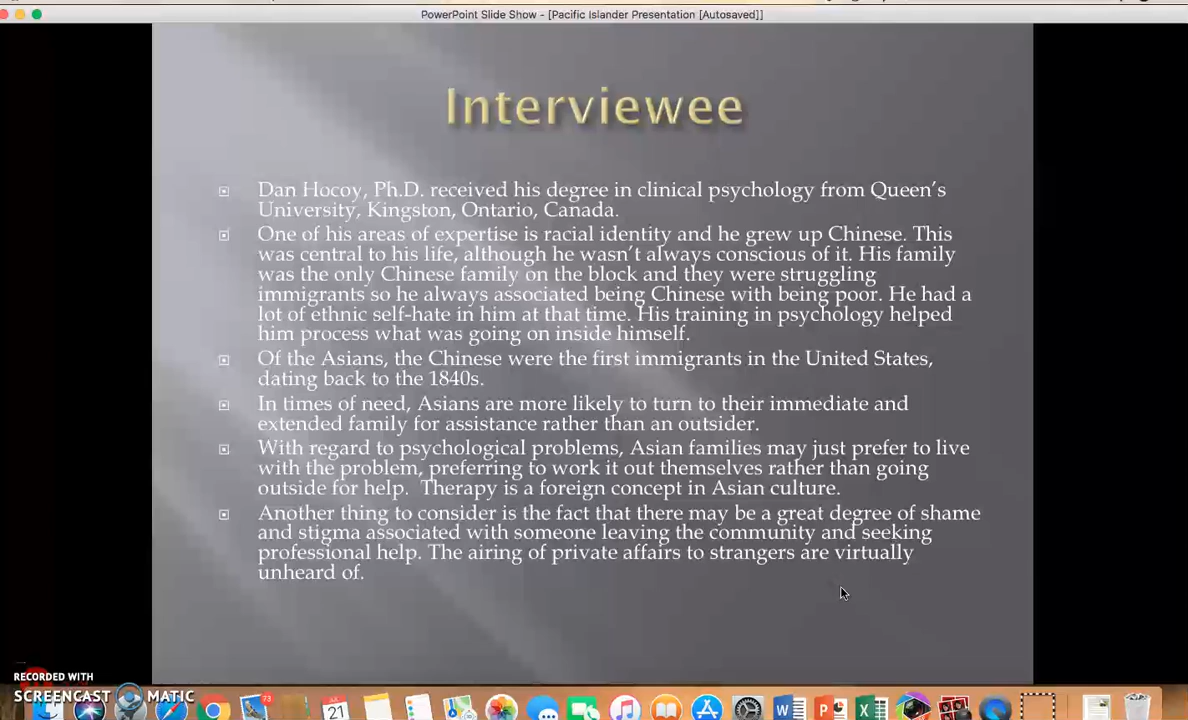 PowerPoint Slide Show - [Pacific Islander Presentation [Autosaved]]
Interviewee
Dan Hocoy, Ph.D. received his degree in clinical psychology from Queen's
University, Kingston, Ontario, Canada.
One of his areas of expertise is racial identity and he grew up Chinese. This
was central to his life, although he wasn't always conscious of it. His family
was the only Chinese family on the block and they were struggling
immigrants so he always associated being Chinese with being poor. He had a
lot of ethnic self-hate in him at that time. His training in psychology helped
him process what was going on inside himself.
Of the Asians, the Chinese were the first immigrants in the United States,
dating back to the 1840s.
In times of need, Asians are more likely to turn to their immediate and
extended family for assistance rather than an outsider.
With regard to psychological problems, Asian families may just prefer to live
with the problem, preferring to work it out themselves rather than going
outside for help.  Therapy is a foreign concept in Asian culture.
Another thing to consider is the fact that there may be a great degree of shame
and stigma associated with someone leaving the community and seeking
professional help. The airing of private affairs to strangers are virtually
unheard of.
RECORDED WITH
SCREENCAST MATIC
73
21
W
P
X